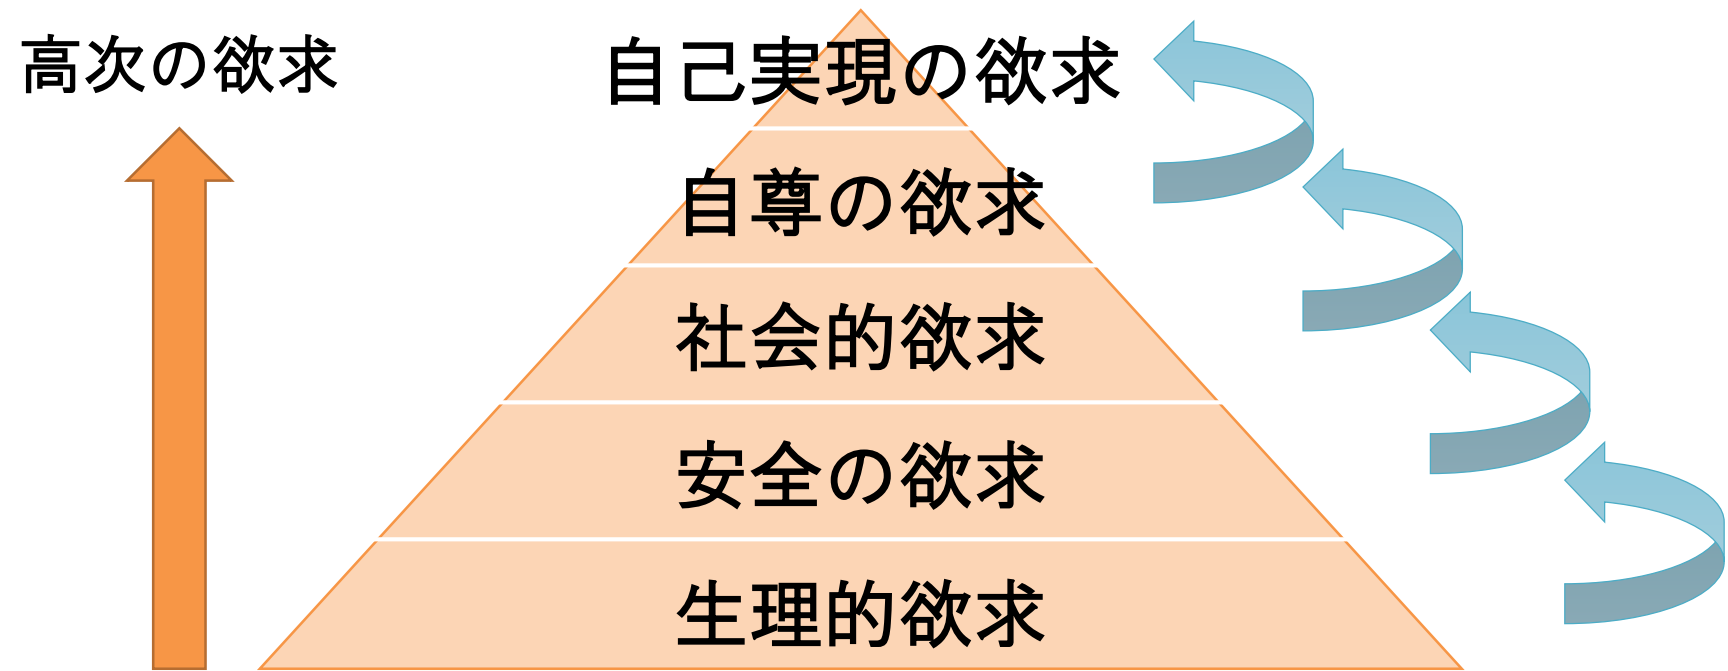 高次の欲求
自己実現の欲求
自尊の欲求
社会的欲求
安全の欲求
生理的欲求